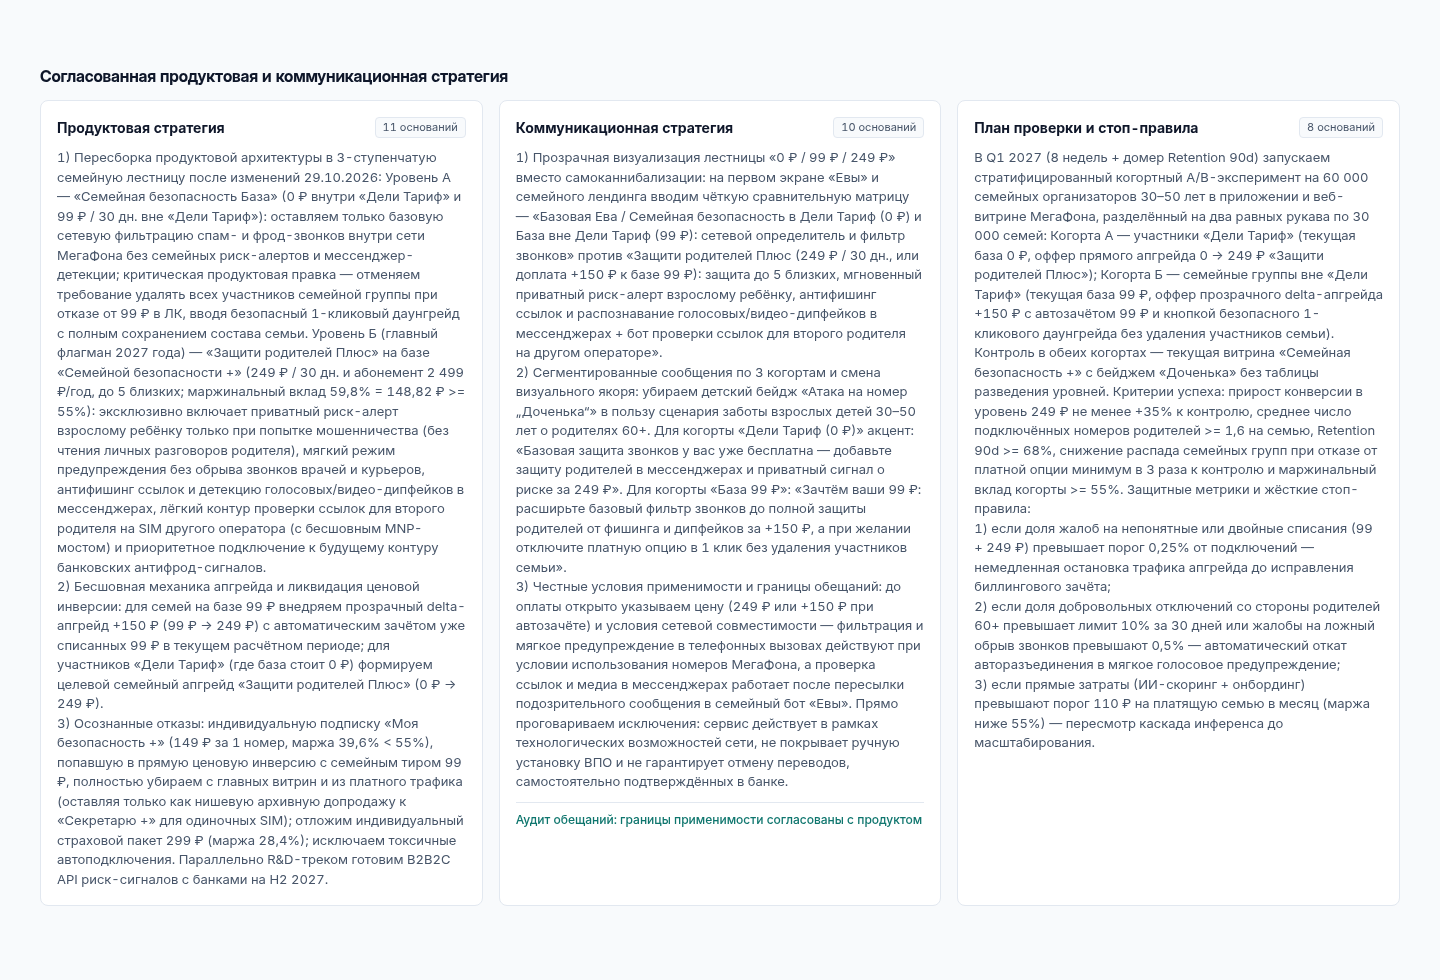 Согласованная продуктовая и коммуникационная стратегия
Продуктовая стратегия
11 оснований
1) Пересборка продуктовой архитектуры в 3-ступенчатую
семейную лестницу после изменений 29.10.2026: Уровень А
— «Семейная безопасность База» (0 ₽ внутри «Дели Тариф» и
99 ₽ / 30 дн. вне «Дели Тариф»): оставляем только базовую
сетевую фильтрацию спам- и фрод-звонков внутри сети
МегаФона без семейных риск-алертов и мессенджер-
детекции; критическая продуктовая правка — отменяем
требование удалять всех участников семейной группы при
отказе от 99 ₽ в ЛК, вводя безопасный 1-кликовый даунгрейд
с полным сохранением состава семьи. Уровень Б (главный
флагман 2027 года) — «Защити родителей Плюс» на базе
«Семейной безопасности +» (249 ₽ / 30 дн. и абонемент 2 499
₽/год, до 5 близких; маржинальный вклад 59,8% = 148,82 ₽ >=
55%): эксклюзивно включает приватный риск-алерт
взрослому ребёнку только при попытке мошенничества (без
чтения личных разговоров родителя), мягкий режим
предупреждения без обрыва звонков врачей и курьеров,
антифишинг ссылок и детекцию голосовых/видео-дипфейков в
мессенджерах, лёгкий контур проверки ссылок для второго
родителя на SIM другого оператора (с бесшовным MNP-
мостом) и приоритетное подключение к будущему контуру
банковских антифрод-сигналов.
2) Бесшовная механика апгрейда и ликвидация ценовой
инверсии: для семей на базе 99 ₽ внедряем прозрачный delta-
апгрейд +150 ₽ (99 ₽ → 249 ₽) с автоматическим зачётом уже
списанных 99 ₽ в текущем расчётном периоде; для
участников «Дели Тариф» (где база стоит 0 ₽) формируем
целевой семейный апгрейд «Защити родителей Плюс» (0 ₽ →
249 ₽).
3) Осознанные отказы: индивидуальную подписку «Моя
безопасность +» (149 ₽ за 1 номер, маржа 39,6% < 55%),
попавшую в прямую ценовую инверсию с семейным тиром 99
₽, полностью убираем с главных витрин и из платного трафика
(оставляя только как нишевую архивную допродажу к
«Секретарю +» для одиночных SIM); отложим индивидуальный
страховой пакет 299 ₽ (маржа 28,4%); исключаем токсичные
автоподключения. Параллельно R&D-треком готовим B2B2C
API риск-сигналов с банками на H2 2027.
Коммуникационная стратегия
10 оснований
1) Прозрачная визуализация лестницы «0 ₽ / 99 ₽ / 249 ₽»
вместо самоканнибализации: на первом экране «Евы» и
семейного лендинга вводим чёткую сравнительную матрицу
— «Базовая Ева / Семейная безопасность в Дели Тариф (0 ₽) и
База вне Дели Тариф (99 ₽): сетевой определитель и фильтр
звонков» против «Защити родителей Плюс (249 ₽ / 30 дн., или
доплата +150 ₽ к базе 99 ₽): защита до 5 близких, мгновенный
приватный риск-алерт взрослому ребёнку, антифишинг
ссылок и распознавание голосовых/видео-дипфейков в
мессенджерах + бот проверки ссылок для второго родителя
на другом операторе».
2) Сегментированные сообщения по 3 когортам и смена
визуального якоря: убираем детский бейдж «Атака на номер
„Доченька“» в пользу сценария заботы взрослых детей 30–50
лет о родителях 60+. Для когорты «Дели Тариф (0 ₽)» акцент:
«Базовая защита звонков у вас уже бесплатна — добавьте
защиту родителей в мессенджерах и приватный сигнал о
риске за 249 ₽». Для когорты «База 99 ₽»: «Зачтём ваши 99 ₽:
расширьте базовый фильтр звонков до полной защиты
родителей от фишинга и дипфейков за +150 ₽, а при желании
отключите платную опцию в 1 клик без удаления участников
семьи».
3) Честные условия применимости и границы обещаний: до
оплаты открыто указываем цену (249 ₽ или +150 ₽ при
автозачёте) и условия сетевой совместимости — фильтрация и
мягкое предупреждение в телефонных вызовах действуют при
условии использования номеров МегаФона, а проверка
ссылок и медиа в мессенджерах работает после пересылки
подозрительного сообщения в семейный бот «Евы». Прямо
проговариваем исключения: сервис действует в рамках
технологических возможностей сети, не покрывает ручную
установку ВПО и не гарантирует отмену переводов,
самостоятельно подтверждённых в банке.
Аудит обещаний: границы применимости согласованы с продуктом
План проверки и стоп-правила
8 оснований
В Q1 2027 (8 недель + домер Retention 90d) запускаем
стратифицированный когортный A/B-эксперимент на 60 000
семейных организаторов 30–50 лет в приложении и веб-
витрине МегаФона, разделённый на два равных рукава по 30
000 семей: Когорта А — участники «Дели Тариф» (текущая
база 0 ₽, оффер прямого апгрейда 0 → 249 ₽ «Защити
родителей Плюс»); Когорта Б — семейные группы вне «Дели
Тариф» (текущая база 99 ₽, оффер прозрачного delta-апгрейда
+150 ₽ с автозачётом 99 ₽ и кнопкой безопасного 1-
кликового даунгрейда без удаления участников семьи).
Контроль в обеих когортах — текущая витрина «Семейная
безопасность +» с бейджем «Доченька» без таблицы
разведения уровней. Критерии успеха: прирост конверсии в
уровень 249 ₽ не менее +35% к контролю, среднее число
подключённых номеров родителей >= 1,6 на семью, Retention
90d >= 68%, снижение распада семейных групп при отказе от
платной опции минимум в 3 раза к контролю и маржинальный
вклад когорты >= 55%. Защитные метрики и жёсткие стоп-
правила:
1) если доля жалоб на непонятные или двойные списания (99
+ 249 ₽) превышает порог 0,25% от подключений —
немедленная остановка трафика апгрейда до исправления
биллингового зачёта;
2) если доля добровольных отключений со стороны родителей
60+ превышает лимит 10% за 30 дней или жалобы на ложный
обрыв звонков превышают 0,5% — автоматический откат
авторазъединения в мягкое голосовое предупреждение;
3) если прямые затраты (ИИ-скоринг + онбординг)
превышают порог 110 ₽ на платящую семью в месяц (маржа
ниже 55%) — пересмотр каскада инференса до
масштабирования.